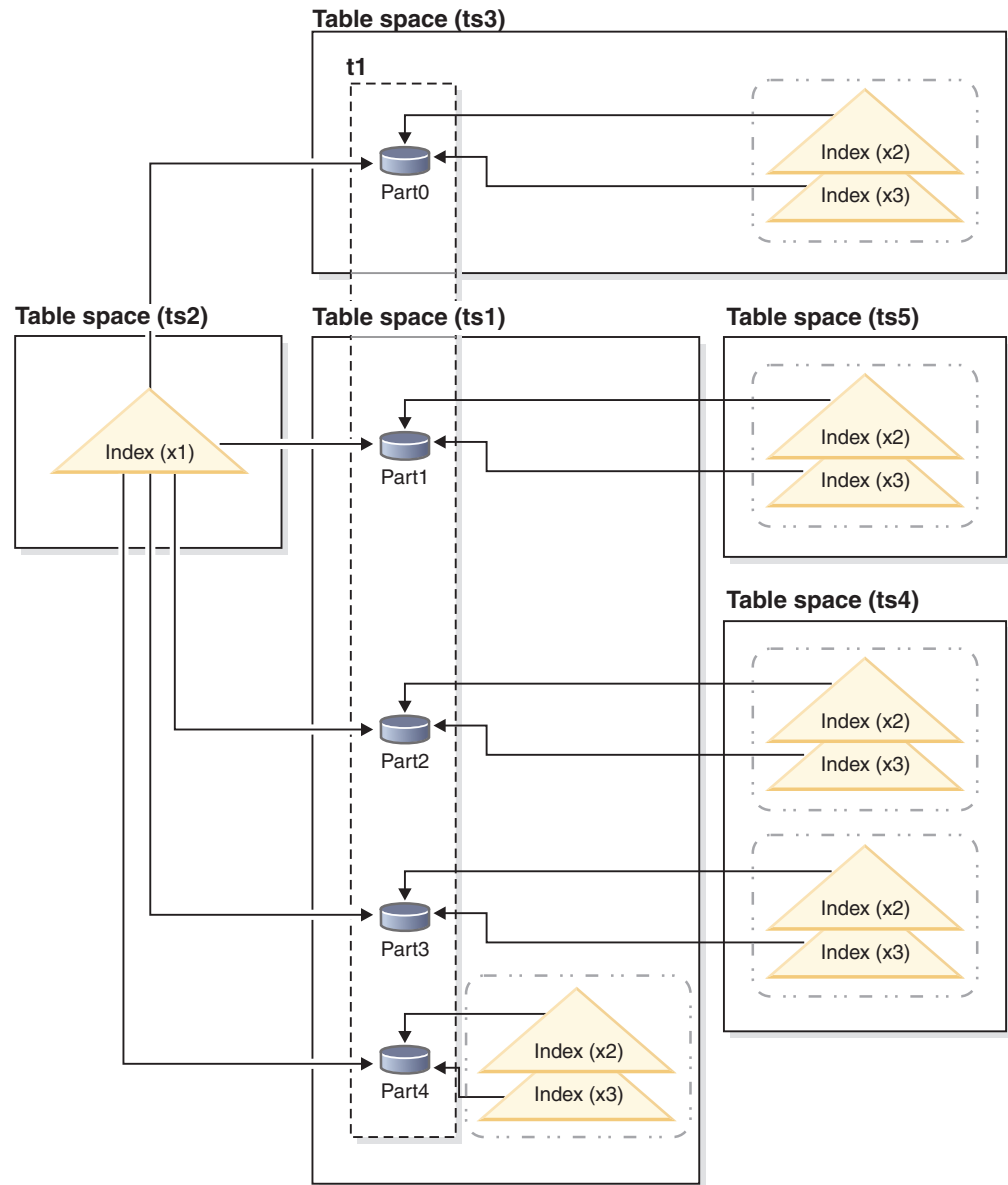 Table space (ts3)
t1
Part0
Index (x2)
Index (x3)
Table space (ts2)
Index (x1)
Table space (ts1)
Part1
Part2
Part3
Part4
Index (x2)
Index (x3)
Table space (ts5)
Index (x2)
Index (x3)
Table space (ts4)
Index (x2)
Index (x3)
Index (x2)
Index (x3)